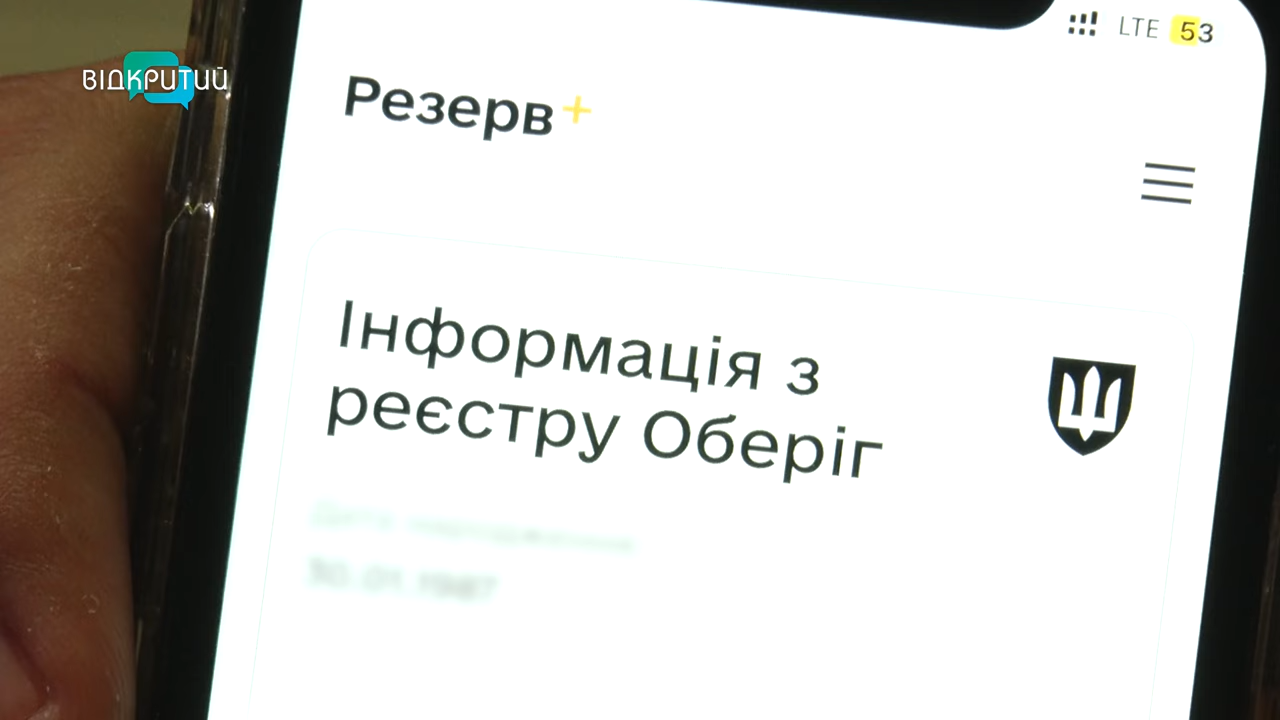 ВІДКРИТИЙ
LTE 53
Резерв+
Інформація з
реєстру Оберіг